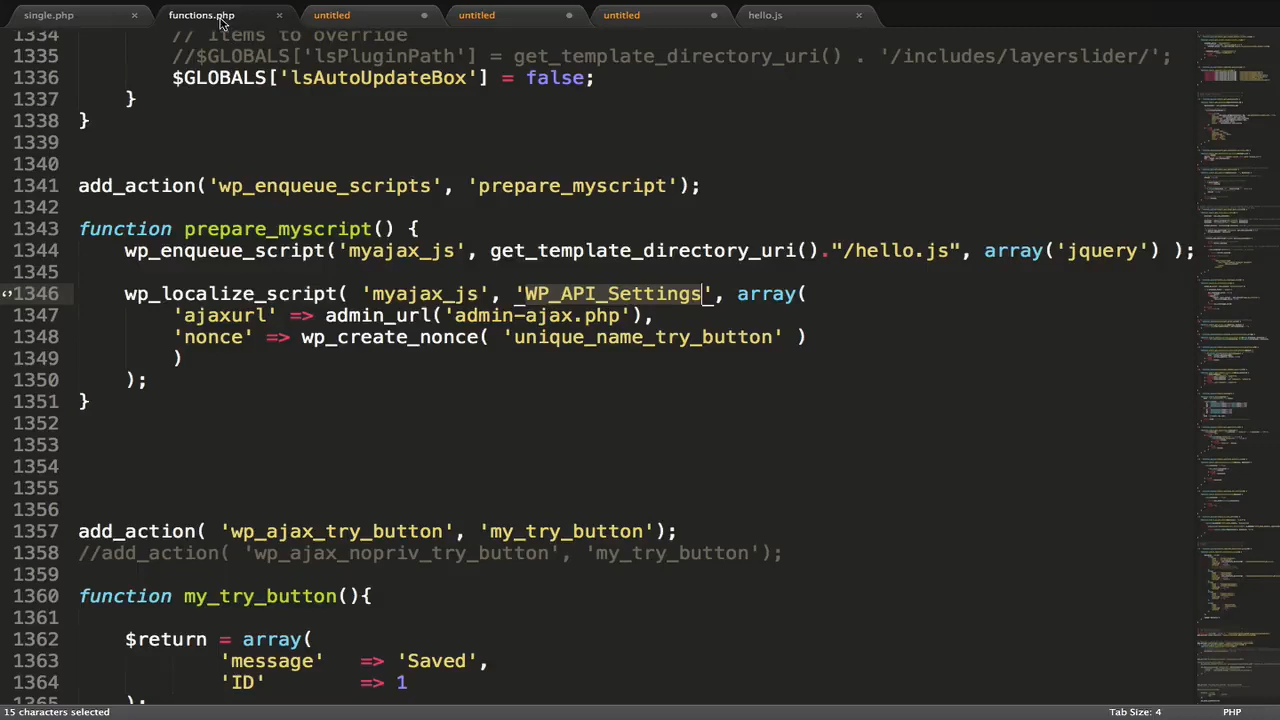 single.php × functions.php × untitled untitled untitled hello.js ×
1334 // items to override
1335 //$GLOBALS['lsPluginPath'] = get_template_directory_uri() . '/includes/layerslider/';
1336 $GLOBALS['lsAutoUpdateBox'] = false;
1337 }
1338 }
1339
1340
1341 add_action('wp_enqueue_scripts', 'prepare_myscript');
1342
1343 function prepare_myscript() {
1344 wp_enqueue_script('myajax_js', get_template_directory_uri()."/hello.js", array('jquery') );
1345
1346 wp_localize_script( 'myajax_js', 'WP_API_Settings', array(
1347 'ajaxurl' => admin_url('admin-ajax.php'),
1348 'nonce' => wp_create_nonce( 'unique_name_try_button' )
1349 )
1350 );
1351 }
1352
1353
1354
1355
1356
1357 add_action( 'wp_ajax_try_button', 'my_try_button');
1358 //add_action( 'wp_ajax_nopriv_try_button', 'my_try_button');
1359
1360 function my_try_button(){
1361
1362 $return = array(
1363 'message' => 'Saved',
1364 'ID' => 1
1365 );
15 characters selected Tab Size: 4 PHP